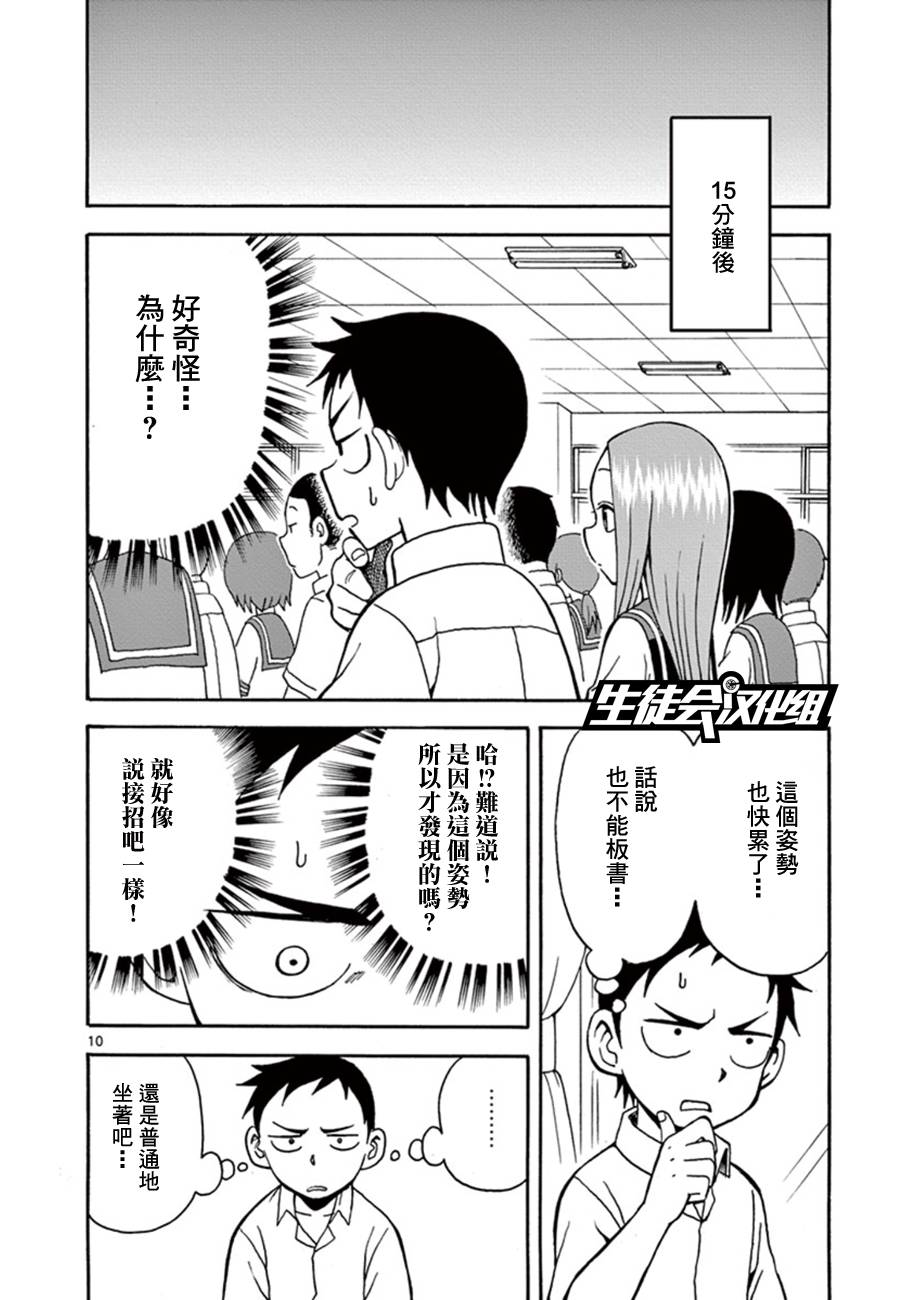 15分鐘後
好奇怪…
為什麼…?
生徒会汉化组
這個姿勢
也快累了…
話說
也不能板書…
哈!?難道説!
是因為這個姿勢
所以才發現的嗎?
就好像
説接招吧一樣!
10
………
還是普通地
坐著吧…